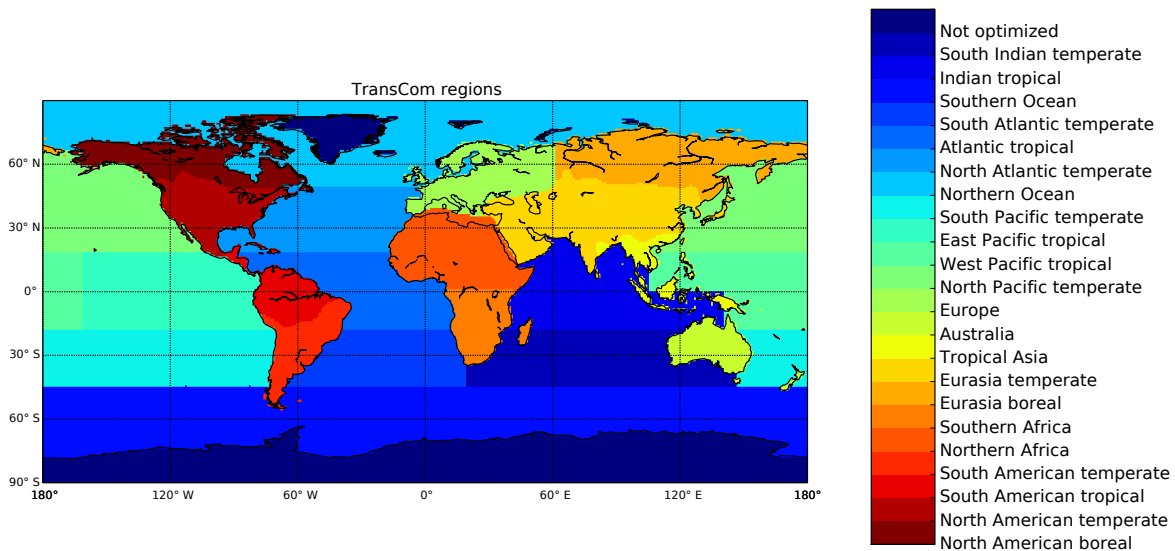 TransCom regions
60° N
30° N
0°
30° S
60° S
90° S
180° 120° W 60° W 0° 60° E 120° E 180°
Not optimized
South Indian temperate
Indian tropical
Southern Ocean
South Atlantic temperate
Atlantic tropical
North Atlantic temperate
Northern Ocean
South Pacific temperate
East Pacific tropical
West Pacific tropical
North Pacific temperate
Europe
Australia
Tropical Asia
Eurasia temperate
Eurasia boreal
Southern Africa
Northern Africa
South American temperate
South American tropical
North American temperate
North American boreal